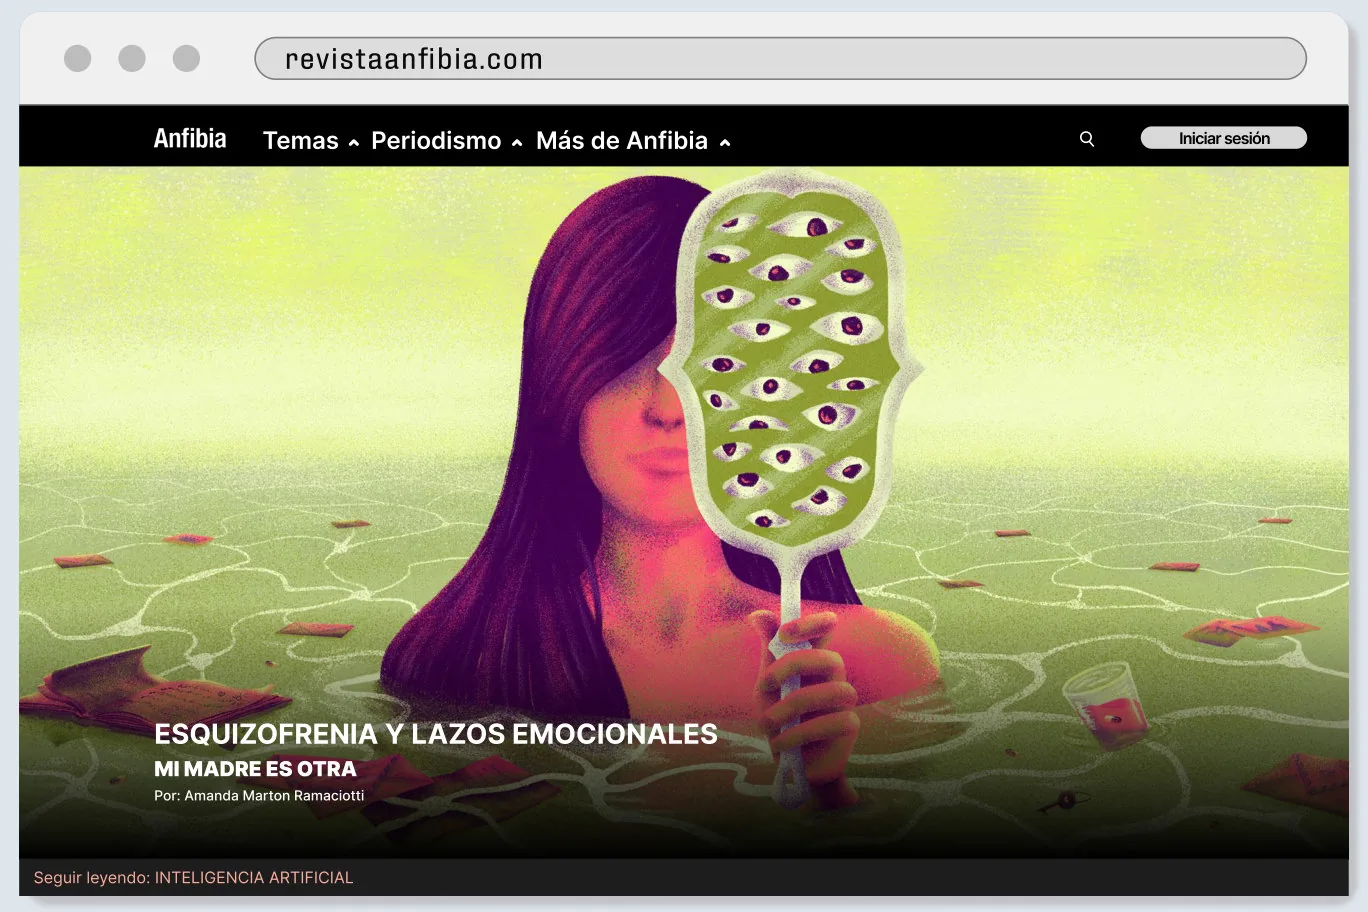 revistaanfibia.com
Anfibia Temas Periodismo Más de Anfibia Iniciar sesión
ESQUIZOFRENIA Y LAZOS EMOCIONALES
MI MADRE ES OTRA
Por: Amanda Marton Ramaciotti
Seguir leyendo: INTELIGENCIA ARTIFICIAL